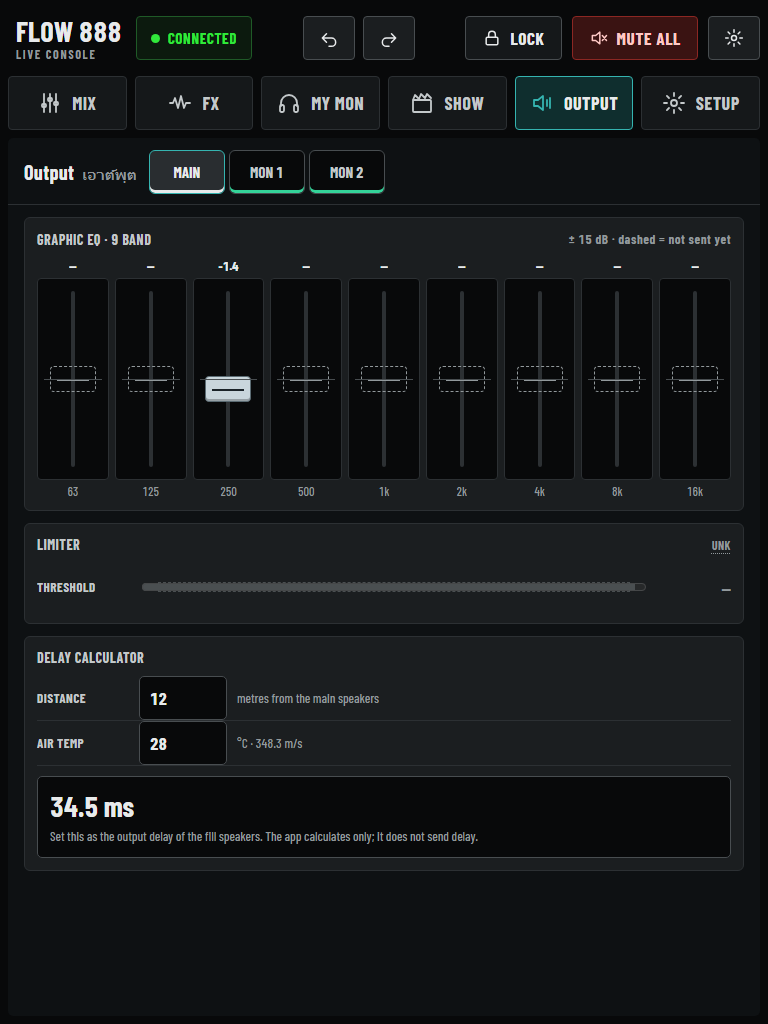 FLOW 888
LIVE CONSOLE
CONNECTED
LOCK
MUTE ALL
MIX
FX
MY MON
SHOW
OUTPUT
SETUP
Output เอาต์พุต
MAIN
MON 1
MON 2
GRAPHIC EQ · 9 BAND
± 15 dB · dashed = not sent yet
– – -1.4 – – – – – –
63 125 250 500 1k 2k 4k 8k 16k
LIMITER
UNK
THRESHOLD
–
DELAY CALCULATOR
DISTANCE 12 metres from the main speakers
AIR TEMP 28 °C · 348.3 m/s
34.5 ms
Set this as the output delay of the fill speakers. The app calculates only; it does not send delay.